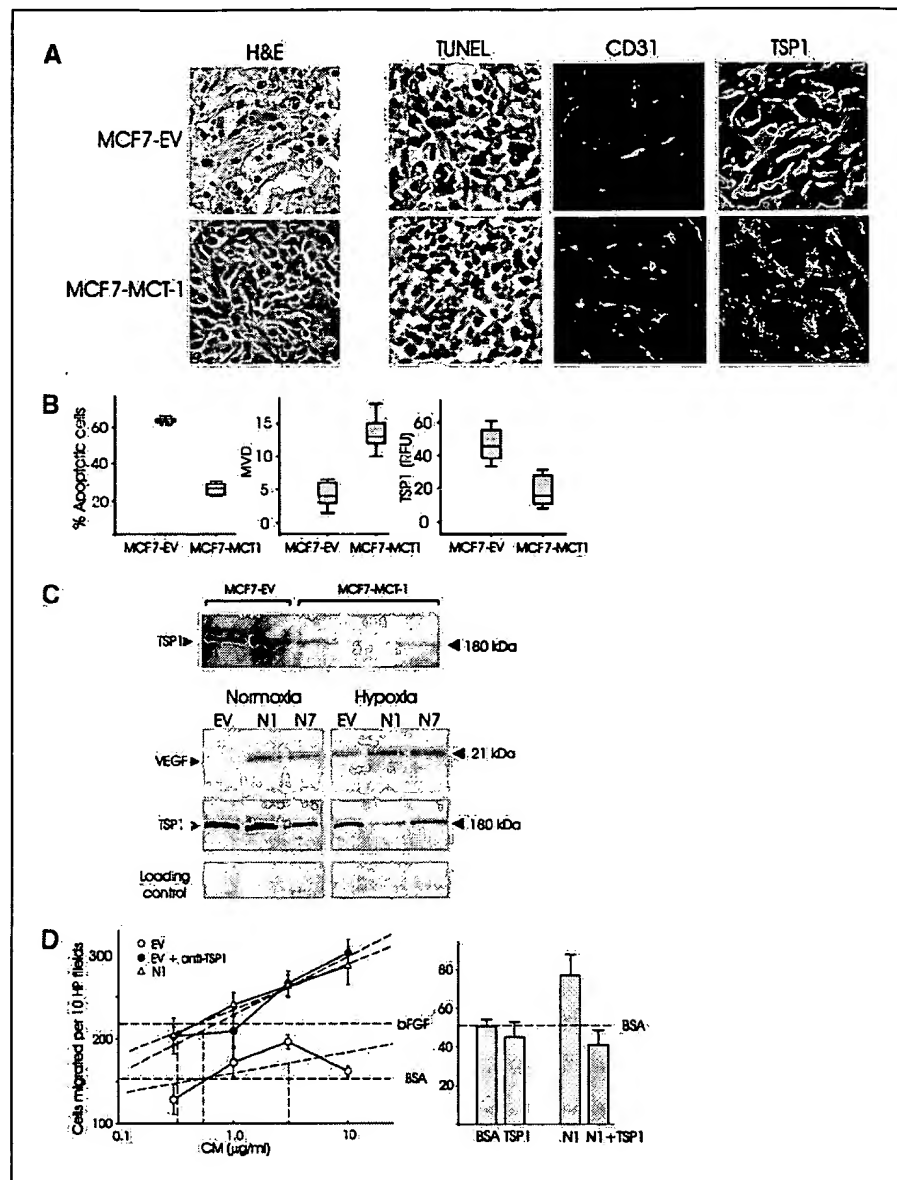 A
H&E TUNEL CD31 TSP1
MCF7-EV
MCF7-MCT-1
B
% Apoptotic cells
60
40
20
MCF7-EV MCF7-MCT1
MVD
15
10
5
0
MCF7-EV MCF7-MCT1
TSP1 (RFU)
60
40
20
0
MCF7-EV MCF7-MCT1
C
MCF7-EV MCF7-MCT-1
TSP1 180 kDa
Normoxia Hypoxia
EV N1 N7 EV N1 N7
VEGF 21 kDa
TSP1 180 kDa
Loading
control
D
EV
EV + anti-TSP1
N1
Cells migrated per 10 HP fields
300
200
100
bFGF
BSA
0.1 1.0 10
CM (µg/ml)
80
60
40
20
BSA
BSA TSP1 N1 N1+TSP1